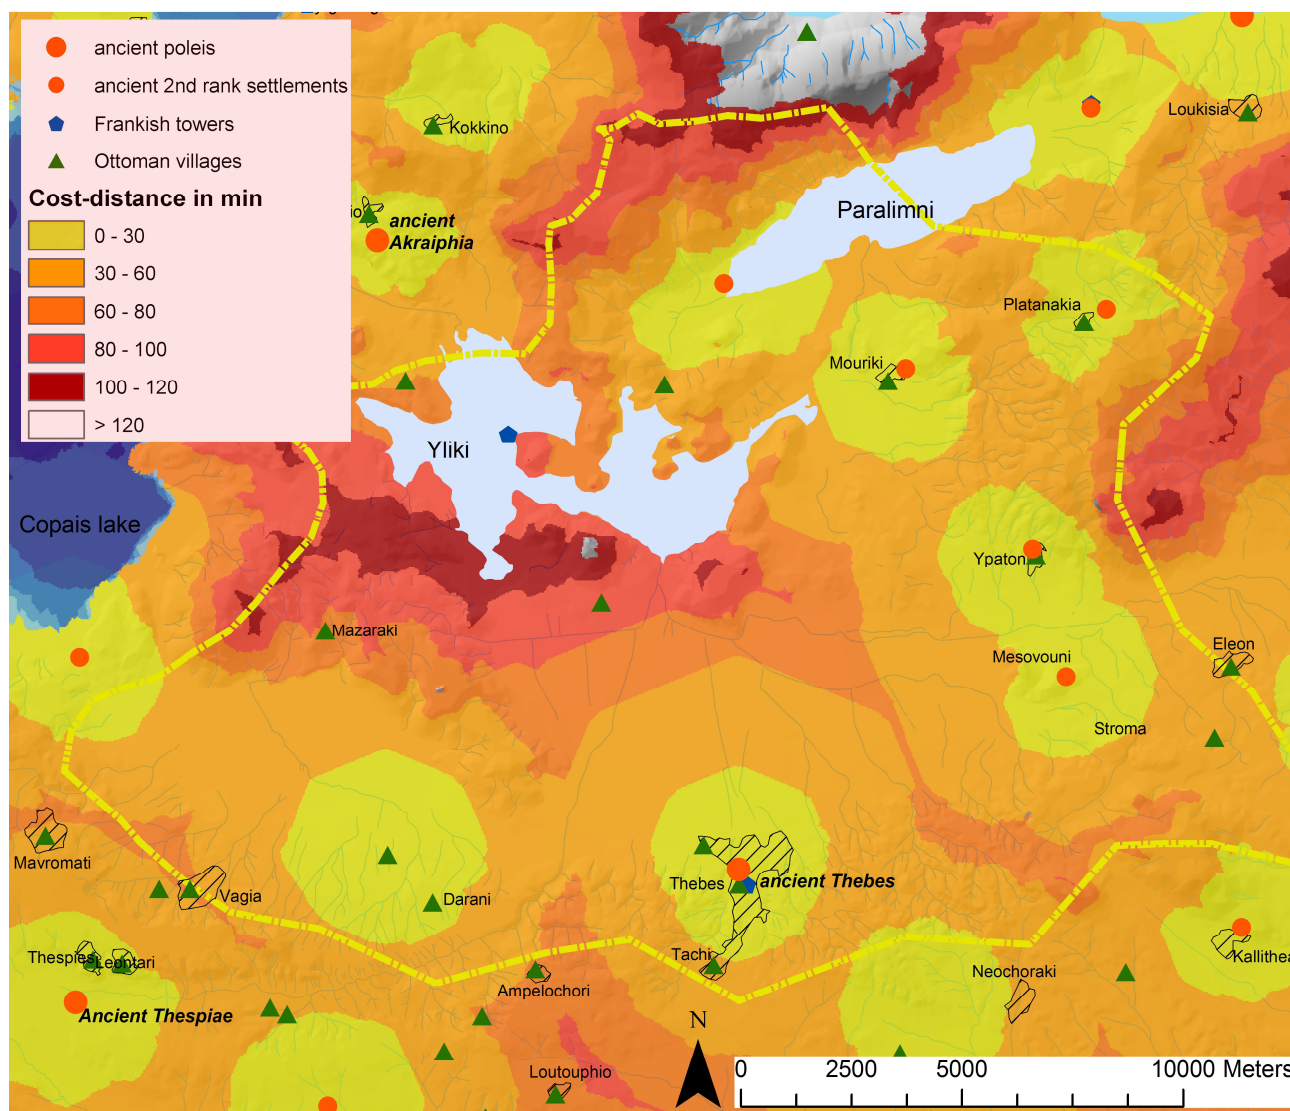 ancient poleis
ancient 2nd rank settlements
Frankish towers
Ottoman villages
Cost-distance in min
0 - 30
30 - 60
60 - 80
80 - 100
100 - 120
> 120
Kokkino
Loukisia
io
ancient
Akraiphia
Paralimni
Platanakia
Mouriki
Yliki
Copais lake
Ypaton
Mazaraki
Mesovouni
Eleon
Stroma
Mavromati
Vagia
Darani
Thebes
ancient Thebes
Thespies
Leontari
Tachi
Kallithea
Neochoraki
Ampelochori
Ancient Thespiae
N
Loutouphio
0 2500 5000 10000 Meters